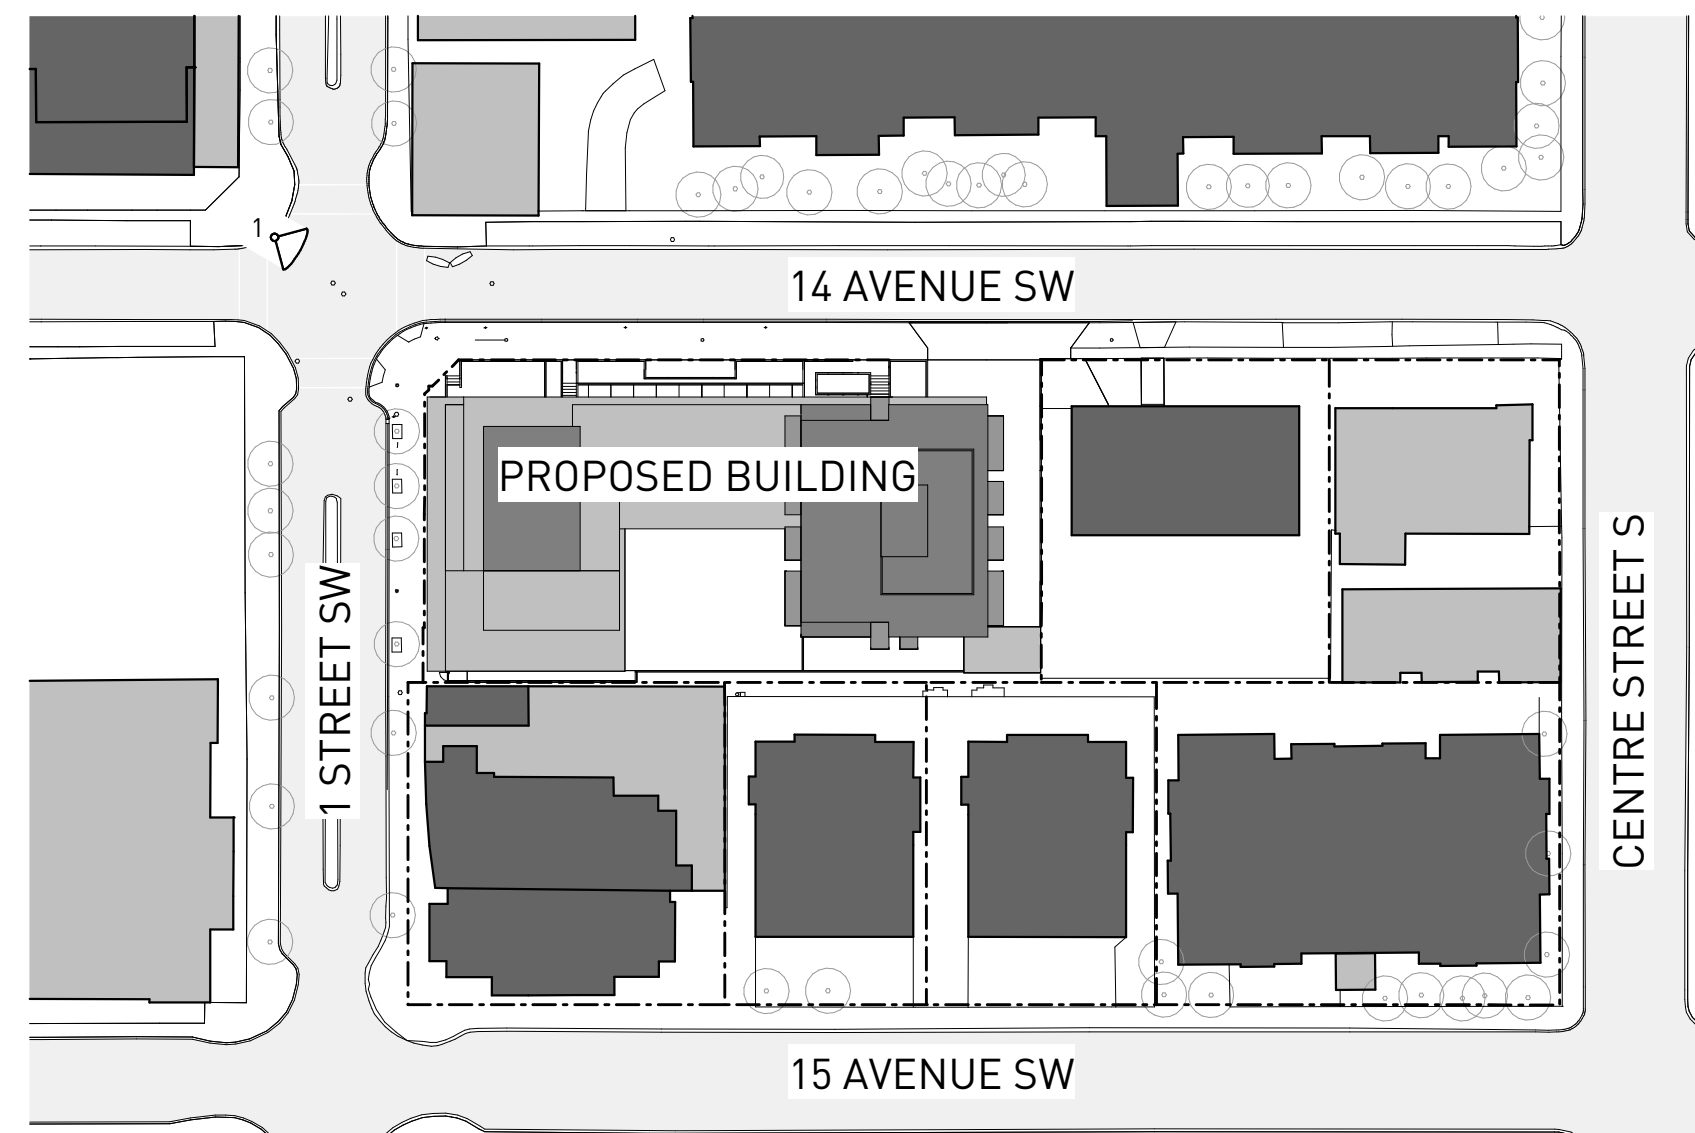 1
14 AVENUE SW
PROPOSED BUILDING
1 STREET SW
CENTRE STREET S
15 AVENUE SW